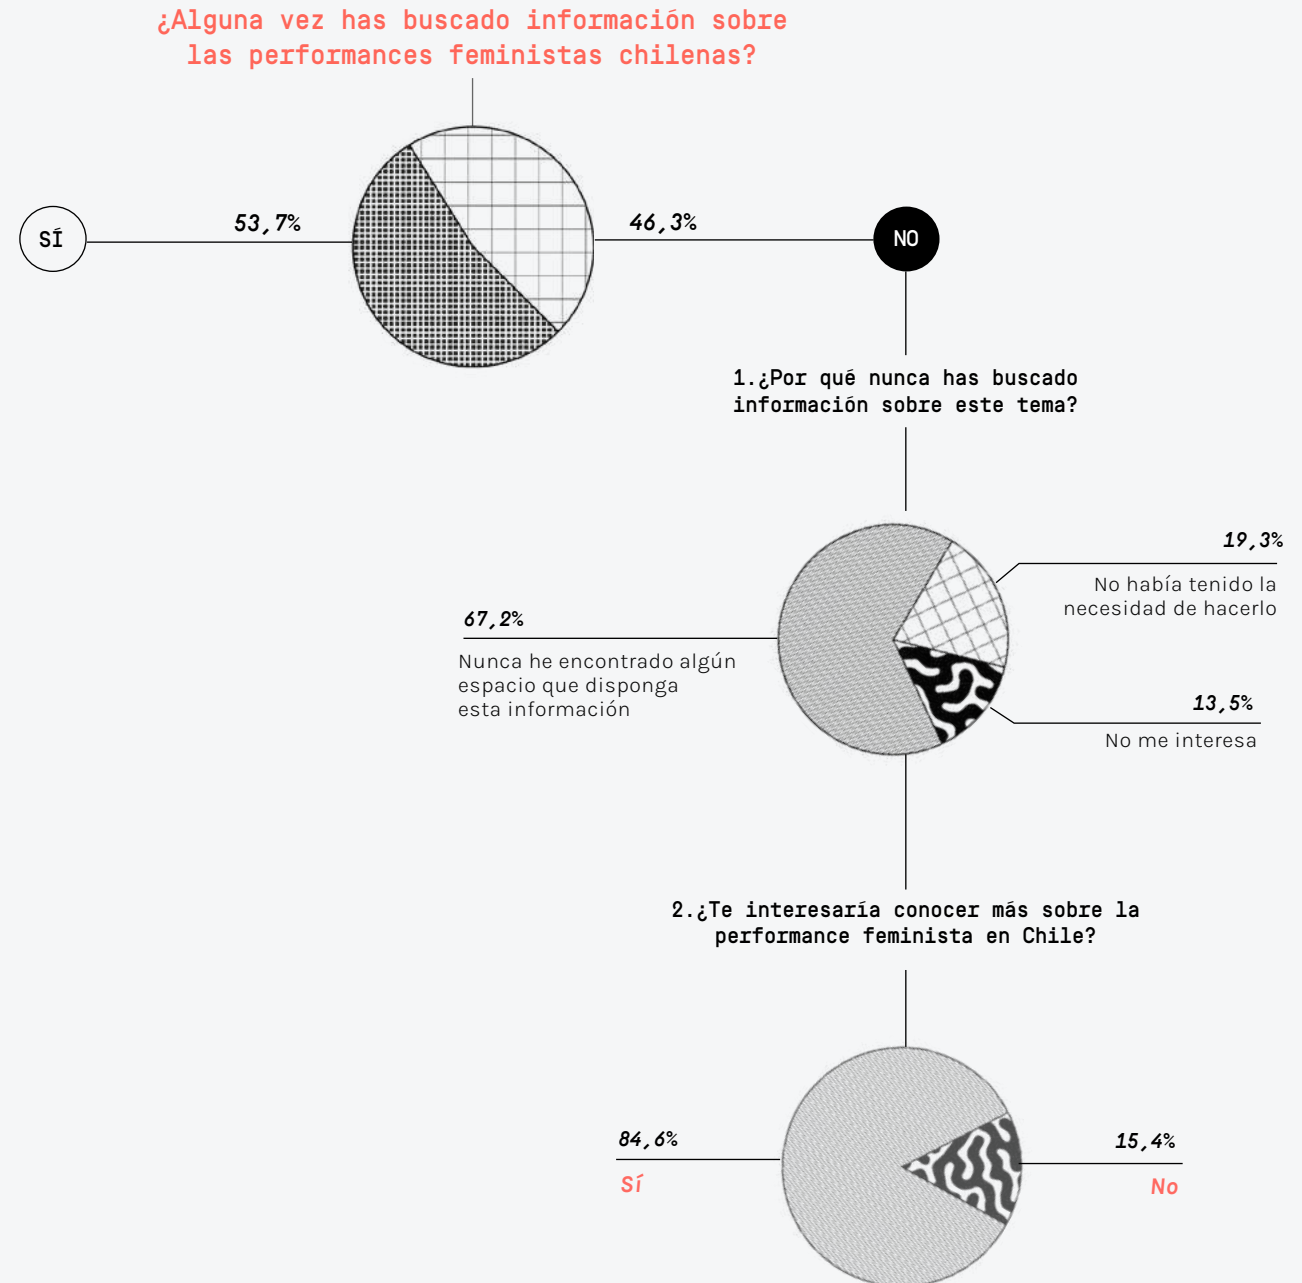 ¿Alguna vez has buscado información sobre
las performances feministas chilenas?
SÍ
53,7%
46,3%
NO
1.¿Por qué nunca has buscado
información sobre este tema?
19,3%
No había tenido la
necesidad de hacerlo
67,2%
Nunca he encontrado algún
espacio que disponga
esta información
13,5%
No me interesa
2.¿Te interesaría conocer más sobre la
performance feminista en Chile?
84,6%
Sí
15,4%
No